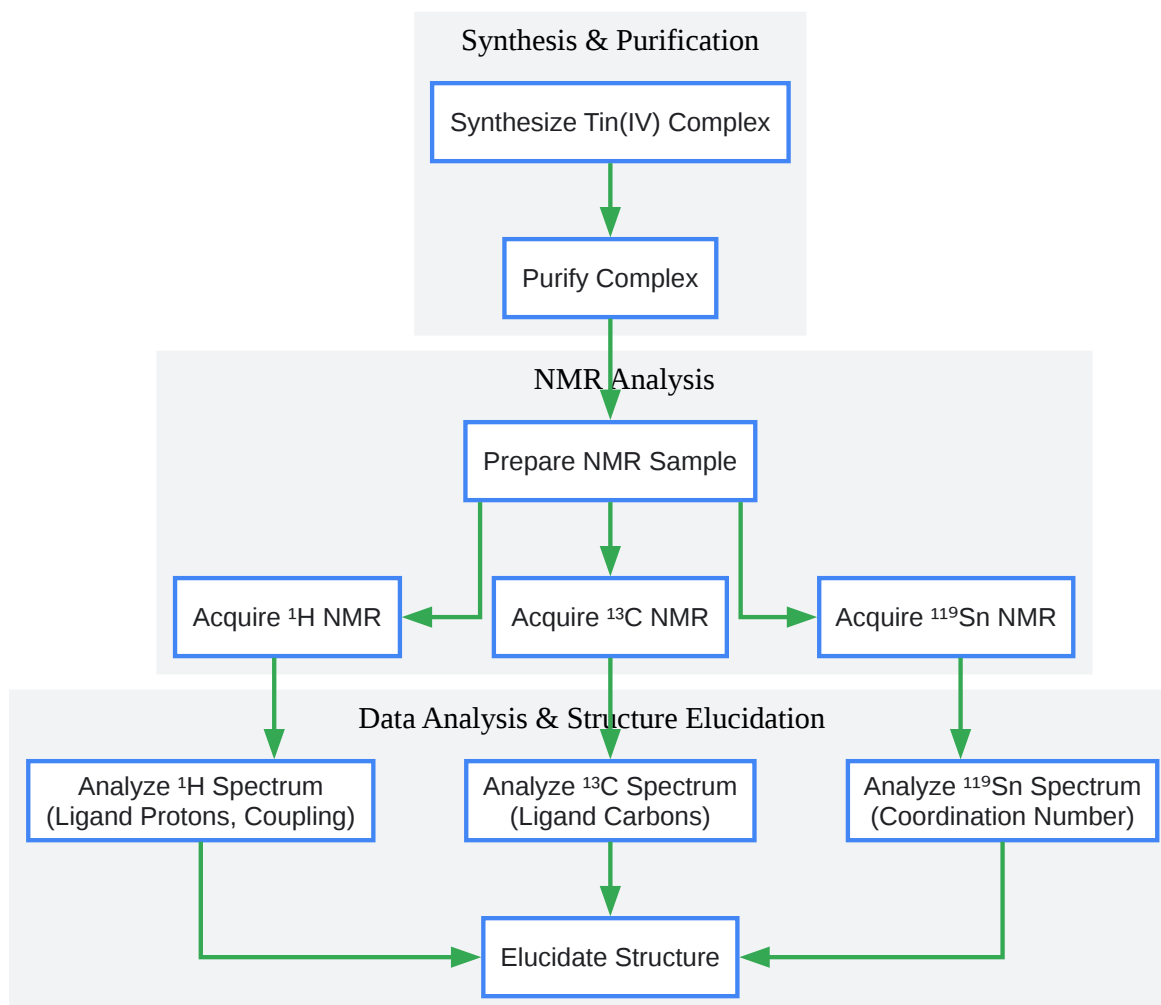 Synthesis & Purification
Synthesize Tin(IV) Complex
Purify Complex
NMR Analysis
Prepare NMR Sample
Acquire ¹H NMR
Acquire ¹³C NMR
Acquire ¹¹⁹Sn NMR
Data Analysis & Structure Elucidation
Analyze ¹H Spectrum
(Ligand Protons, Coupling)
Analyze ¹³C Spectrum
(Ligand Carbons)
Analyze ¹¹⁹Sn Spectrum
(Coordination Number)
Elucidate Structure